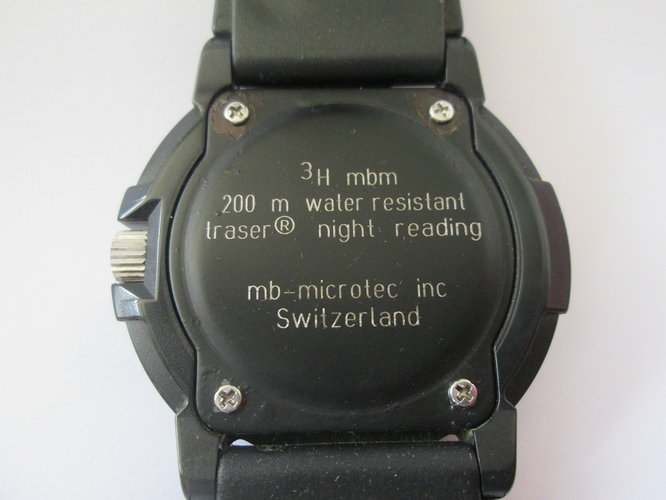 ³H mbm
200 m water resistant
traser® night reading
mb-microtec inc
Switzerland